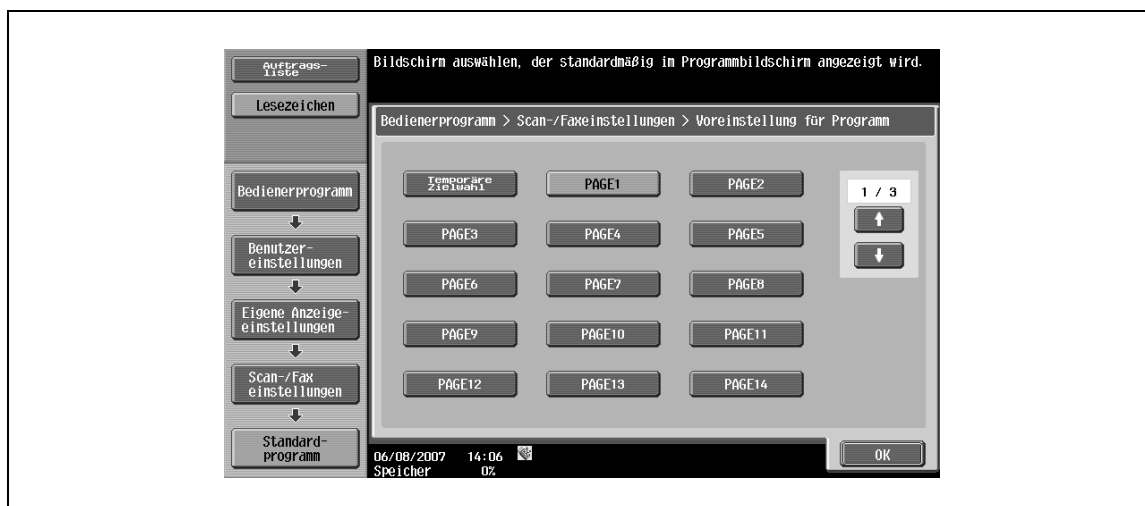 Auftrags-
liste
Lesezeichen
Bedienerprogramm
Benutzer-
einstellungen
Eigene Anzeige-
einstellungen
Scan-/Fax
einstellungen
Standard-
programm
Bildschirm auswählen, der standardmäßig im Programmbildschirm angezeigt wird.
Bedienerprogramm > Scan-/Faxeinstellungen > Voreinstellung für Programm
Temporäre
Zielwahl
PAGE1
PAGE2
1 / 3
PAGE3
PAGE4
PAGE5
PAGE6
PAGE7
PAGE8
PAGE9
PAGE10
PAGE11
PAGE12
PAGE13
PAGE14
06/08/2007 14:06
Speicher 0%
OK